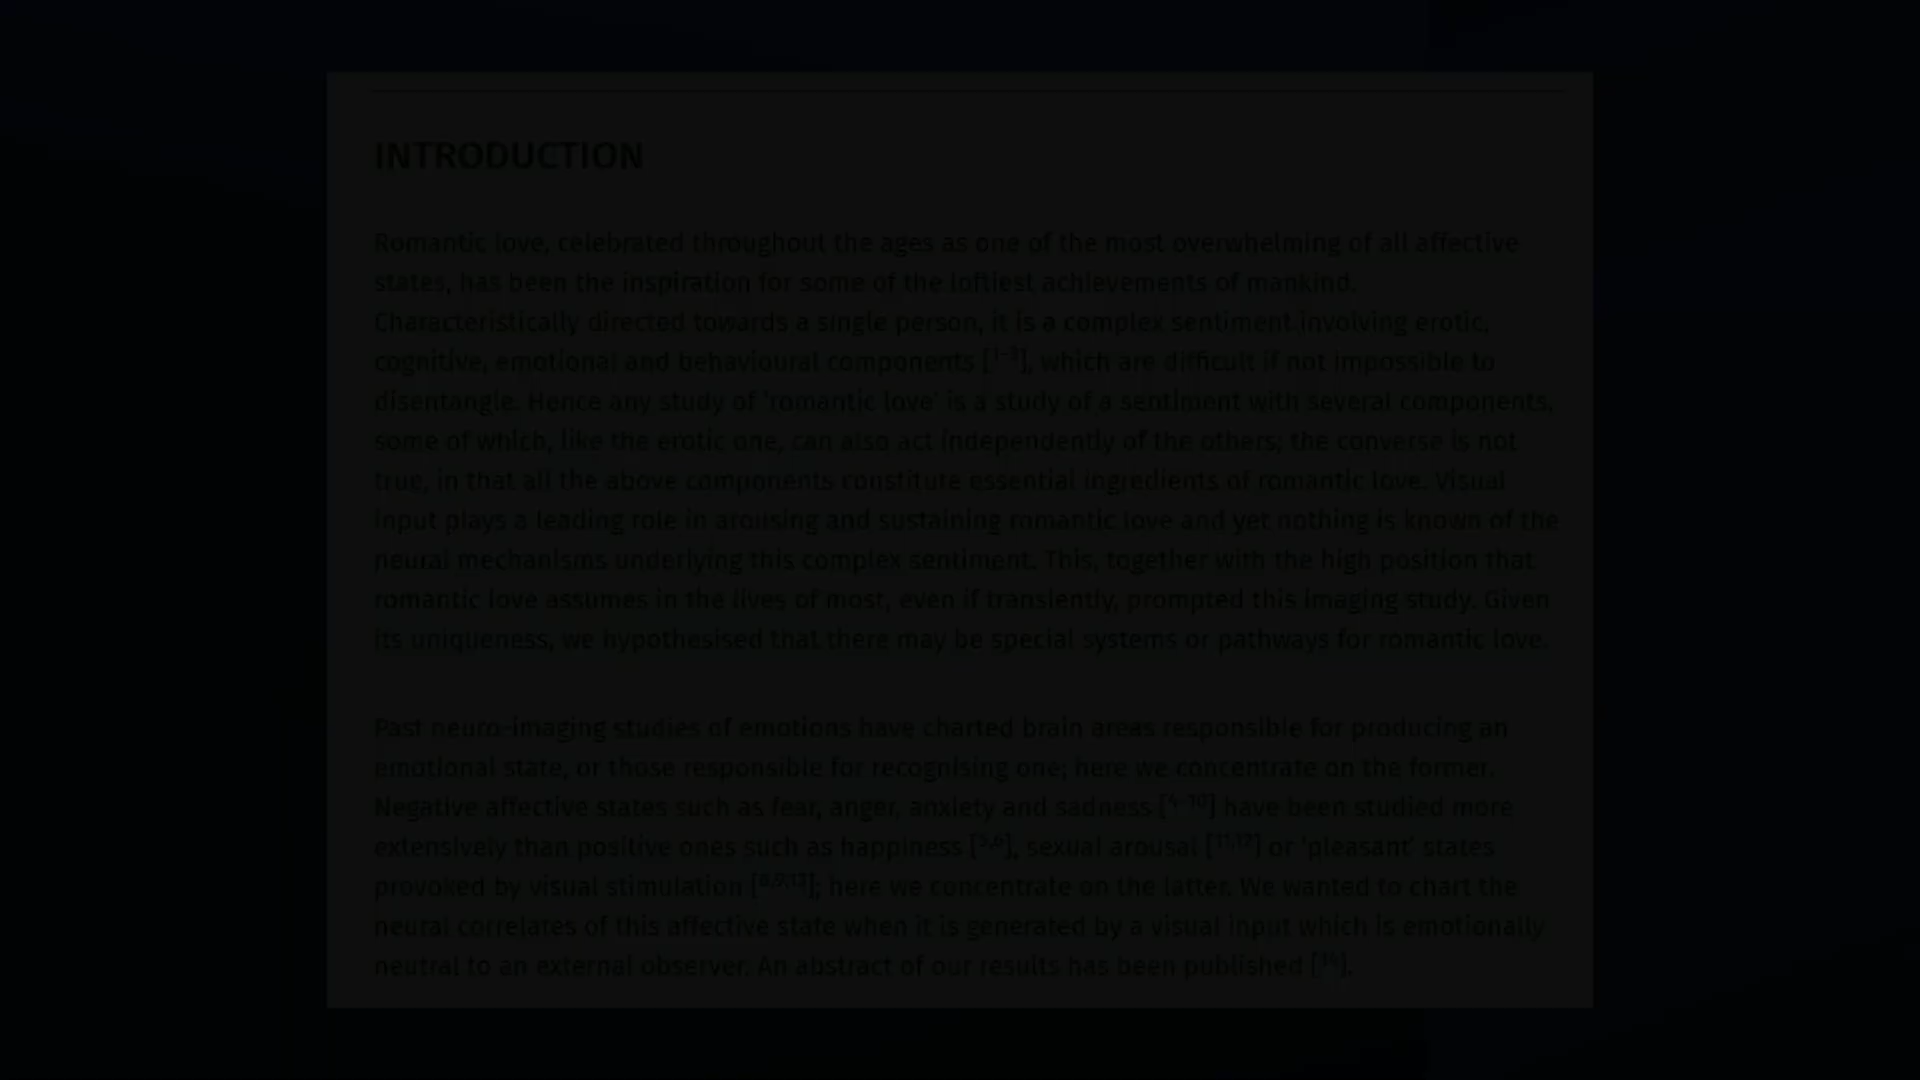 INTRODUCTION
Romantic love, celebrated throughout the ages as one of the most overwhelming of all affective
states, has been the inspiration for some of the loftiest achievements of mankind.
Characteristically directed towards a single person, it is a complex sentiment involving erotic,
cognitive, emotional and behavioural components [1-3], which are difficult if not impossible to
disentangle. Hence any study of 'romantic love' is a study of a sentiment with several components,
some of which, like the erotic one, can also act independently of the others; the converse is not
true, in that all the above components constitute essential ingredients of romantic love. Visual
input plays a leading role in arousing and sustaining romantic love and yet nothing is known of the
neural mechanisms underlying this complex sentiment. This, together with the high position that
romantic love assumes in the lives of most, even if transiently, prompted this imaging study. Given
its uniqueness, we hypothesised that there may be special systems or pathways for romantic love.
Past neuro-imaging studies of emotions have charted brain areas responsible for producing an
emotional state, or those responsible for recognising one; here we concentrate on the former.
Negative affective states such as fear, anger, anxiety and sadness [4-10] have been studied more
extensively than positive ones such as happiness [5,6], sexual arousal [11,12] or 'pleasant' states
provoked by visual stimulation [8,9,13]; here we concentrate on the latter. We wanted to chart the
neural correlates of this affective state when it is generated by a visual input which is emotionally
neutral to an external observer. An abstract of our results has been published [14].